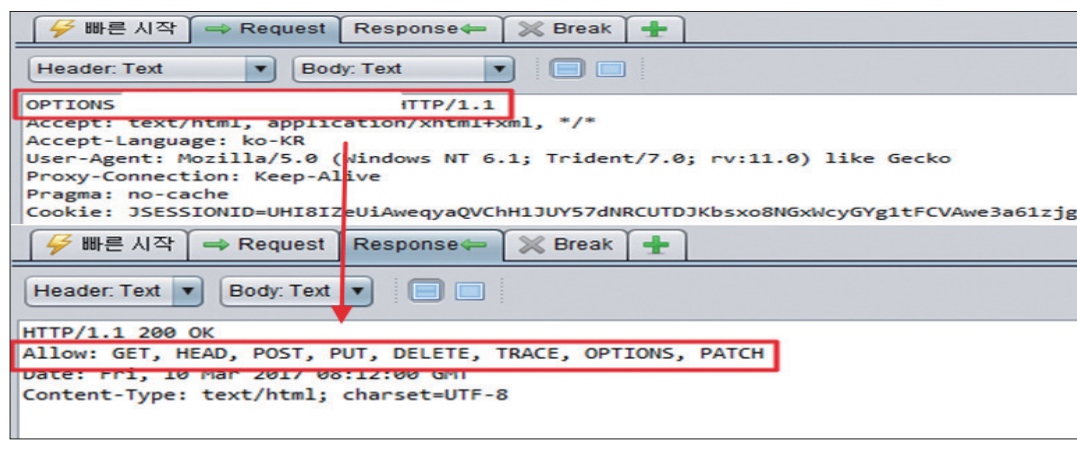 빠른 시작 Request Response Break
Header: Text Body: Text
OPTIONS HTTP/1.1
Accept: text/html, application/xhtml+xml, */*
Accept-Language: ko-KR
User-Agent: Mozilla/5.0 (Windows NT 6.1; Trident/7.0; rv:11.0) like Gecko
Proxy-Connection: Keep-Alive
Pragma: no-cache
빠른 시작 Request Response Break
Header: Text Body: Text
HTTP/1.1 200 OK
Allow: GET, HEAD, POST, PUT, DELETE, TRACE, OPTIONS, PATCH
Date: Fri, 10 Mar 2017 08:12:00 GMT
Content-Type: text/html; charset=UTF-8